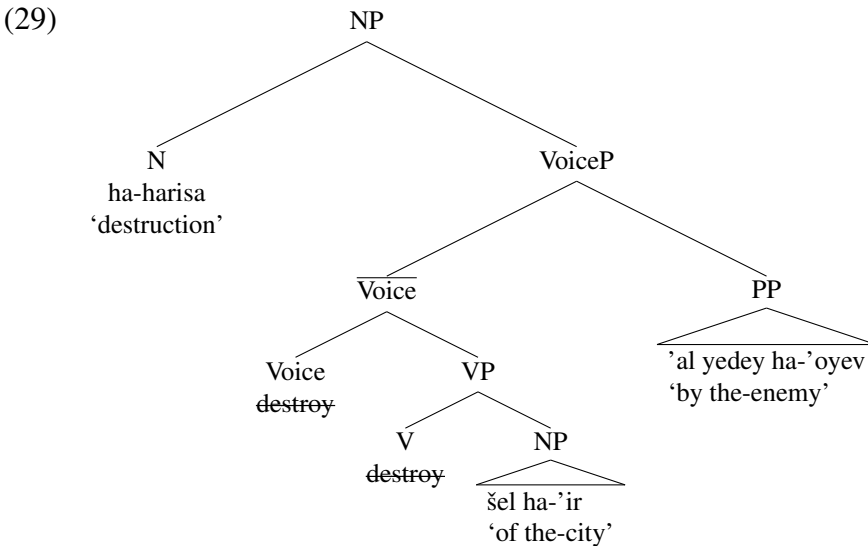 (29)
NP
N
ha-harisa
‘destruction’
VoiceP
Voice
Voice
destroy
VP
V
destroy
NP
šel ha-’ir
‘of the-city’
PP
’al yedey ha-’oyev
‘by the-enemy’